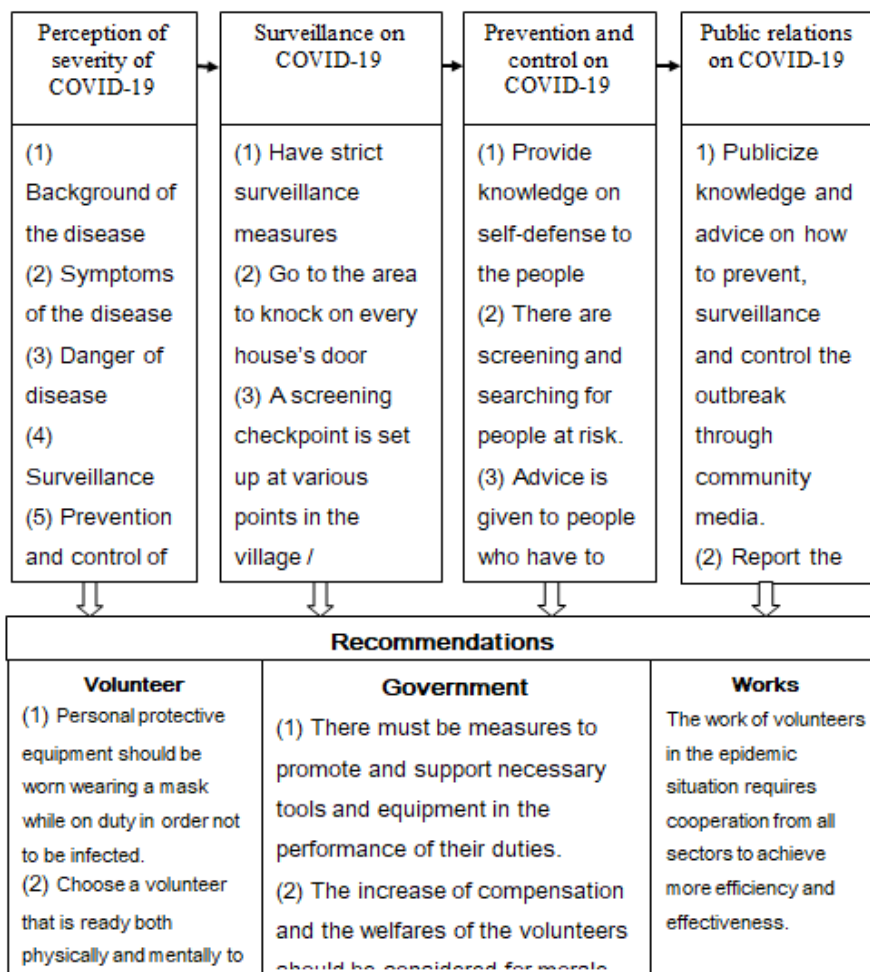 Perception of
severity of
COVID-19
(1)
Background of
the disease
(2) Symptoms
of the disease
(3) Danger of
disease
(4)
Surveillance
(5) Prevention
and control of
Surveillance on
COVID-19
(1) Have strict
surveillance
measures
(2) Go to the area
to knock on every
house's door
(3) A screening
checkpoint is set
up at various
points in the
village /
Prevention and
control on
COVID-19
(1) Provide
knowledge on
self-defense to
the people
(2) There are
screening and
searching for
people at risk.
(3) Advice is
given to people
who have to
Public relations
on COVID-19
1) Publicize
knowledge and
advice on how
to prevent,
surveillance
and control the
outbreak
through
community
media.
(2) Report the
Recommendations
Volunteer
(1) Personal protective
equipment should be
worn wearing a mask
while on duty in order not
to be infected.
(2) Choose a volunteer
that is ready both
physically and mentally to
Government
(1) There must be measures to
promote and support necessary
tools and equipment in the
performance of their duties.
(2) The increase of compensation
and the welfares of the volunteers
should be considered for morale
Works
The work of volunteers
in the epidemic
situation requires
cooperation from all
sectors to achieve
more efficiency and
effectiveness.